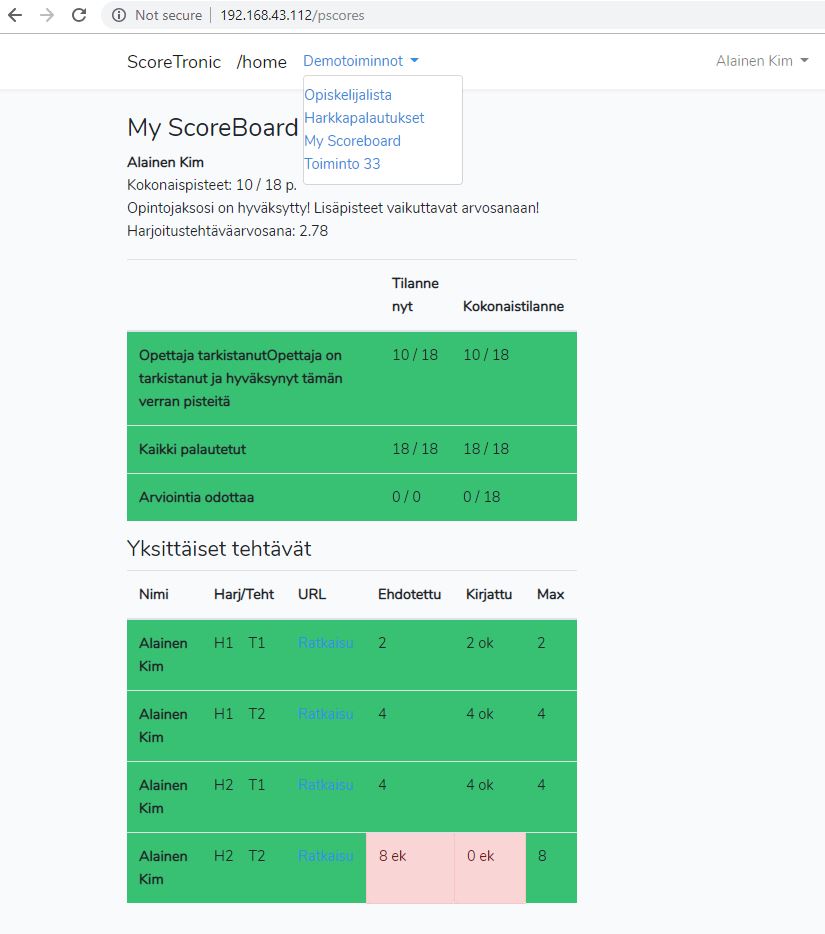 Not secure | 192.168.43.112/pscores
ScoreTronic /home Demotoiminnot Alainen Kim
Opiskelijalista
Harkkapalautukset
My Scoreboard
Toiminto 33
My ScoreBoard
Alainen Kim
Kokonaispisteet: 10 / 18 p.
Opintojaksosi on hyväksytty! Lisäpisteet vaikuttavat arvosanaan!
Harjoitustehtäväarvosana: 2.78
Tilanne
nyt Kokonaistilanne
Opettaja tarkistanutOpettaja on 10 / 18 10 / 18
tarkistanut ja hyväksynyt tämän
verran pisteitä
Kaikki palautetut 18 / 18 18 / 18
Arviointia odottaa 0 / 0 0 / 18
Yksittäiset tehtävät
Nimi Harj/Teht URL Ehdotettu Kirjattu Max
Alainen H1 T1 Ratkaisu 2 2 ok 2
Kim
Alainen H1 T2 Ratkaisu 4 4 ok 4
Kim
Alainen H2 T1 Ratkaisu 4 4 ok 4
Kim
Alainen H2 T2 Ratkaisu 8 ek 0 ek 8
Kim